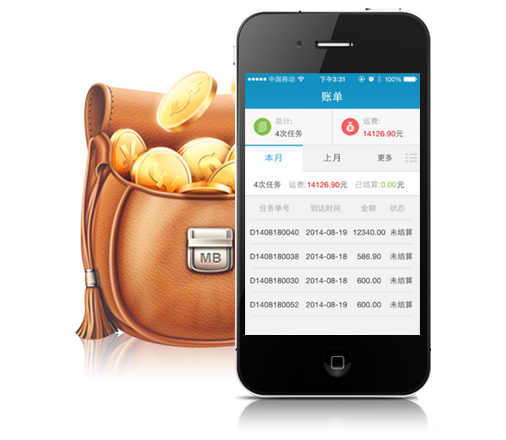 中国移动 下午3:31 100%
账单
总计: 运费:
4次任务 14126.90元
本月 上月 更多
4次任务 运费:14126.90元 已结算:0.00元
任务单号 到达时间 金额 状态
D1408180040 2014-08-19 12340.00 未结算
D1408180038 2014-08-18 586.90 未结算
D1408180030 2014-08-18 600.00 未结算
D1408180052 2014-08-19 600.00 未结算
MB